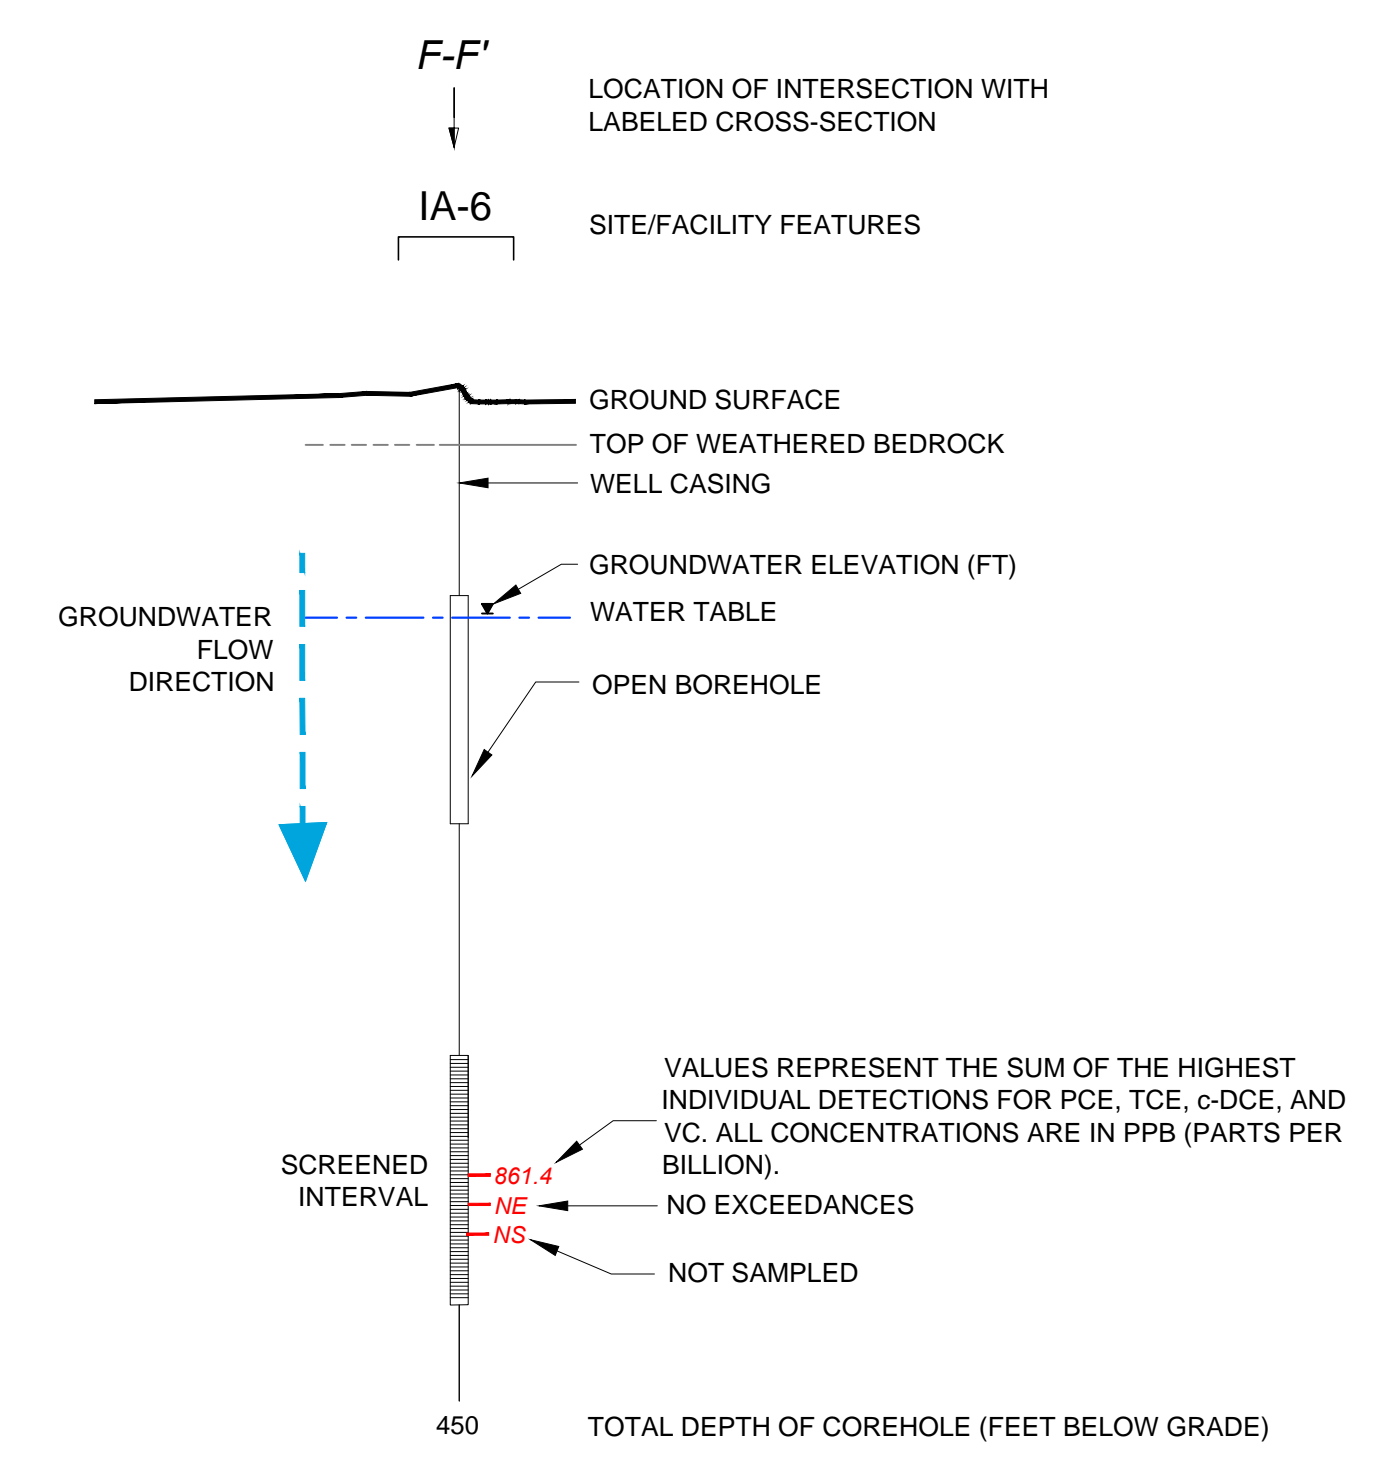 F-F'
LOCATION OF INTERSECTION WITH
LABELED CROSS-SECTION
IA-6
SITE/FACILITY FEATURES
GROUND SURFACE
TOP OF WEATHERED BEDROCK
WELL CASING
GROUNDWATER ELEVATION (FT)
WATER TABLE
GROUNDWATER
FLOW
DIRECTION
OPEN BOREHOLE
VALUES REPRESENT THE SUM OF THE HIGHEST
INDIVIDUAL DETECTIONS FOR PCE, TCE, c-DCE, AND
VC. ALL CONCENTRATIONS ARE IN PPB (PARTS PER
BILLION).
SCREENED
INTERVAL
861.4
NE
NO EXCEEDANCES
NS
NOT SAMPLED
450
TOTAL DEPTH OF COREHOLE (FEET BELOW GRADE)